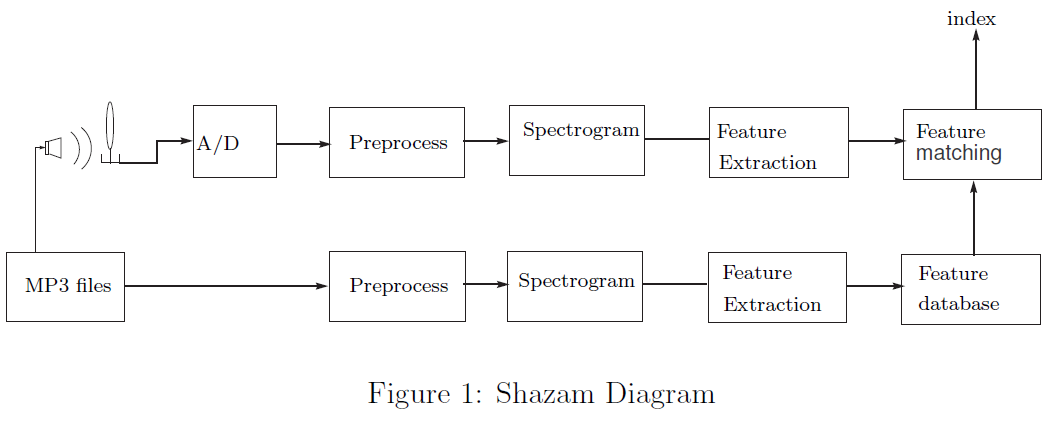 index
A/D
Preprocess
Spectrogram
Feature
Extraction
Feature
matching
MP3 files
Preprocess
Spectrogram
Feature
Extraction
Feature
database
Figure 1: Shazam Diagram